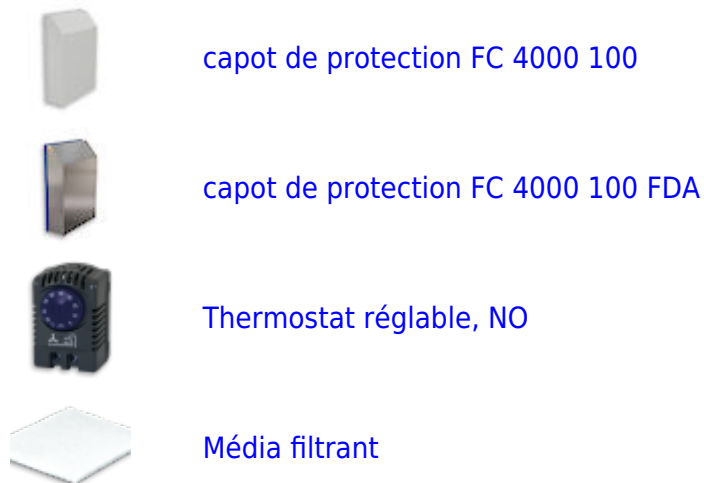 capot de protection FC 4000 100
capot de protection FC 4000 100 FDA
Thermostat réglable, NO
Média filtrant